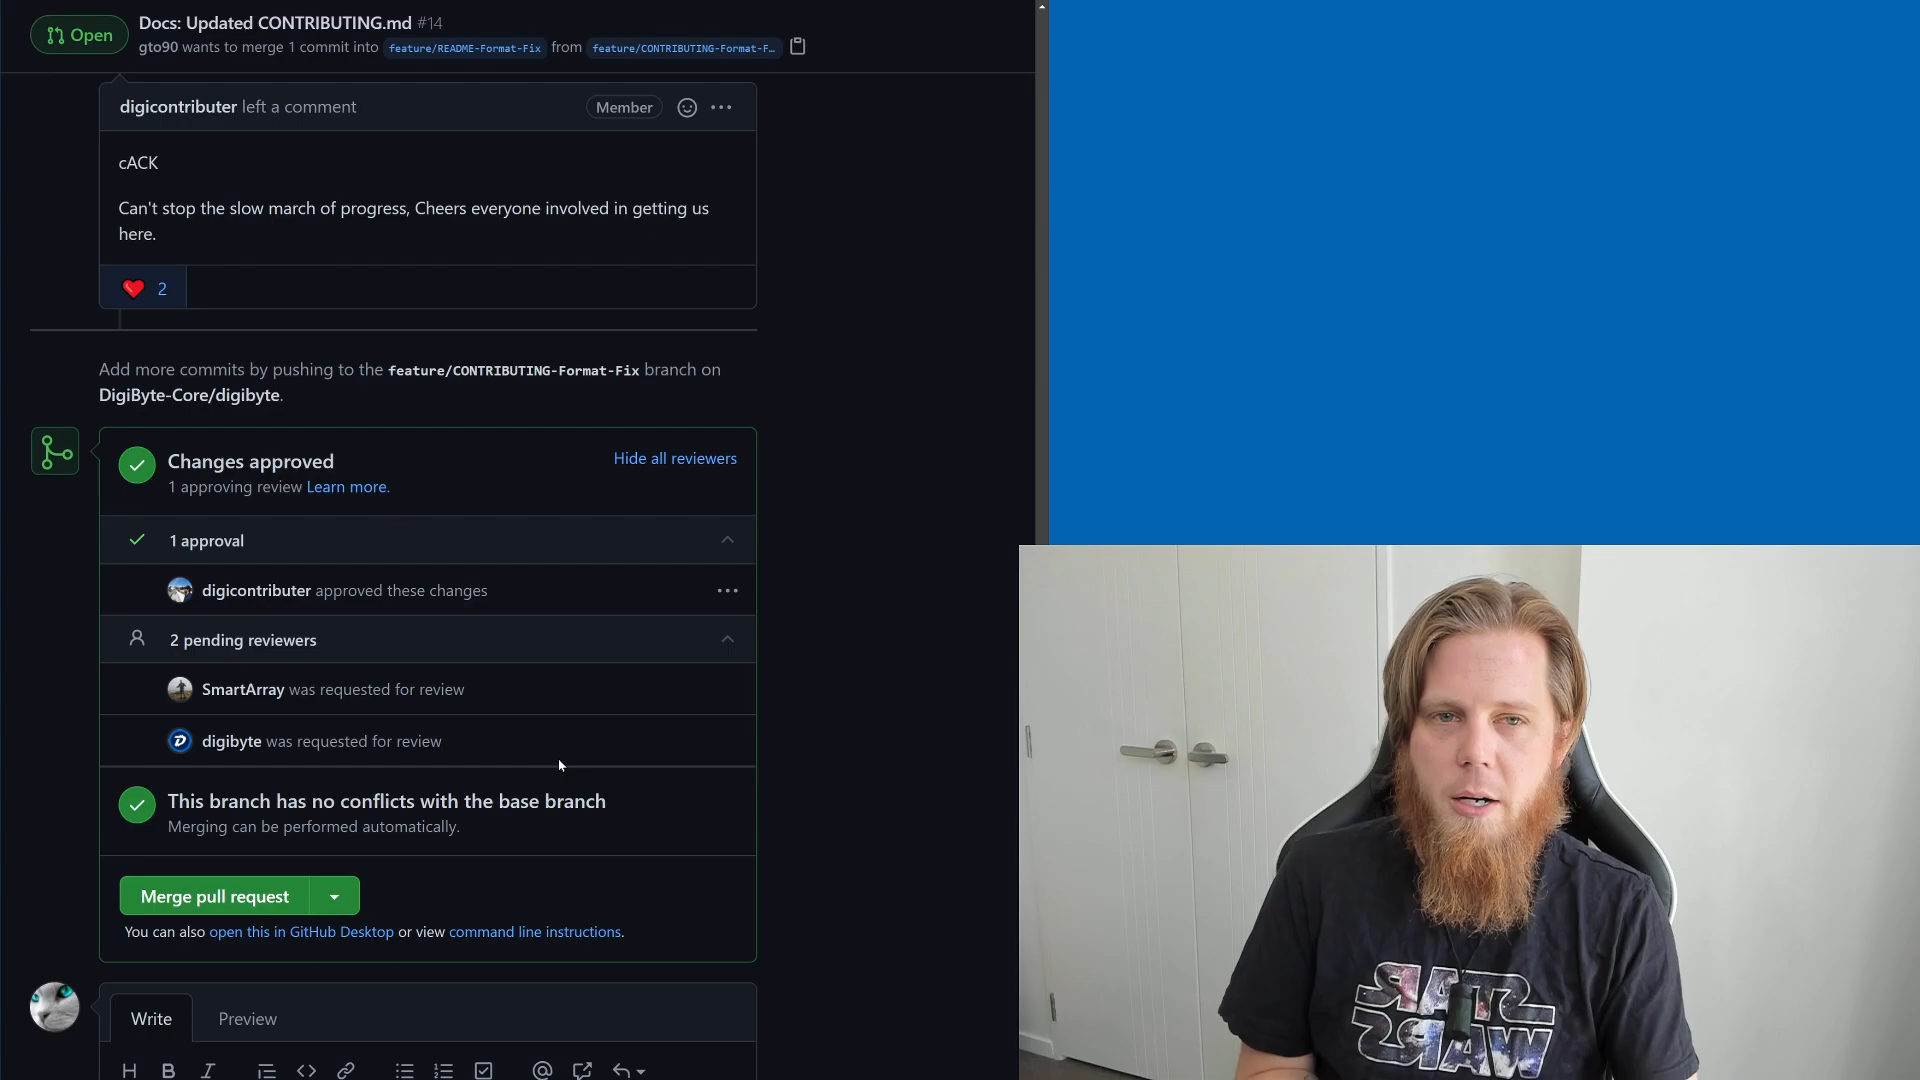 Open
Docs: Updated CONTRIBUTING.md #14
gto90 wants to merge 1 commit into feature/README-Format-Fix from feature/CONTRIBUTING-Format-F…
digicontributer left a comment
Member
cACK
Can't stop the slow march of progress, Cheers everyone involved in getting us
here.
2
Add more commits by pushing to the feature/CONTRIBUTING-Format-Fix branch on
DigiByte-Core/digibyte.
Changes approved
Hide all reviewers
1 approving review Learn more.
1 approval
digicontributer approved these changes
2 pending reviewers
SmartArray was requested for review
digibyte was requested for review
This branch has no conflicts with the base branch
Merging can be performed automatically.
Merge pull request
You can also open this in GitHub Desktop or view command line instructions.
Write
Preview
STAR
WARS